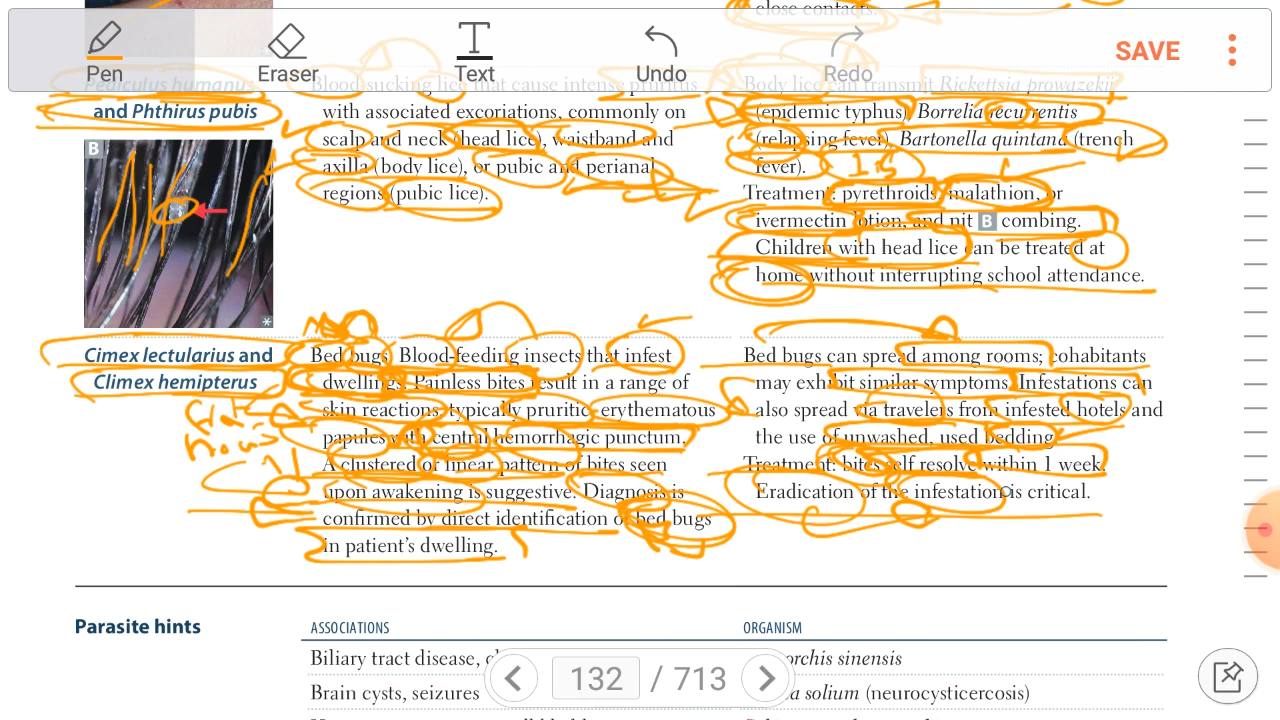 close contacts.
Pen
Eraser
Text
Undo
Redo
SAVE
Pediculus humanus
and Phthirus pubis
B
Blood-sucking lice that cause intense pruritus
with associated excoriations, commonly on
scalp and neck (head lice), waistband and
axilla (body lice), or pubic and perianal
regions (pubic lice).
Body lice can transmit Rickettsia prowazekii
(epidemic typhus), Borrelia recurrentis
(relapsing fever), Bartonella quintana (trench
fever).
Treatment: pyrethroids, malathion, or
ivermectin lotion, and nit B combing.
Children with head lice can be treated at
home without interrupting school attendance.
Cimex lectularius and
Climex hemipterus
Bed bugs. Blood-feeding insects that infest
dwellings. Painless bites result in a range of
skin reactions, typically pruritic, erythematous
papules with central hemorrhagic punctum.
A clustered or linear pattern of bites seen
upon awakening is suggestive. Diagnosis is
confirmed by direct identification of bed bugs
in patient's dwelling.
Bed bugs can spread among rooms; cohabitants
may exhibit similar symptoms. Infestations can
also spread via travelers from infested hotels and
the use of unwashed, used bedding.
Treatment: bites self resolve within 1 week.
Eradication of the infestation is critical.
Parasite hints
ASSOCIATIONS
ORGANISM
Biliary tract disease,
orchis sinensis
Brain cysts, seizures
solium (neurocysticercosis)
132 / 713